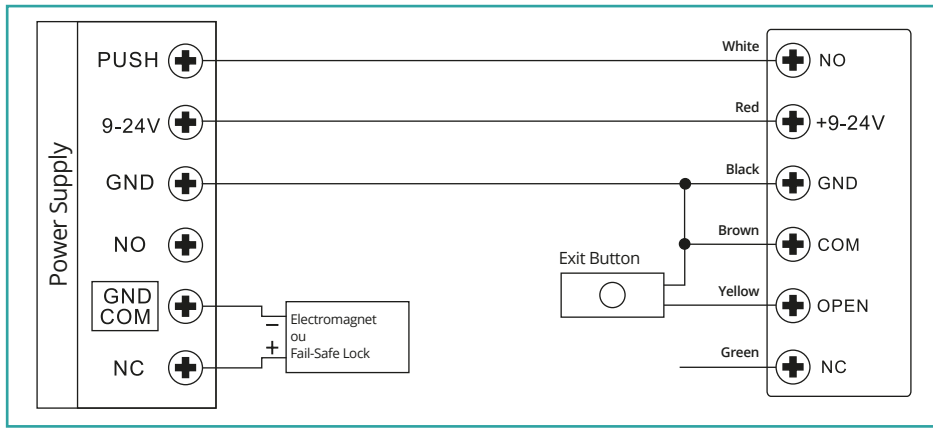 Power Supply
PUSH
9-24V
GND
NO
GND
COM
NC
Electromagnet
ou
Fail-Safe Lock
Exit Button
White
Red
Black
Brown
Yellow
Green
NO
+9-24V
GND
COM
OPEN
NC